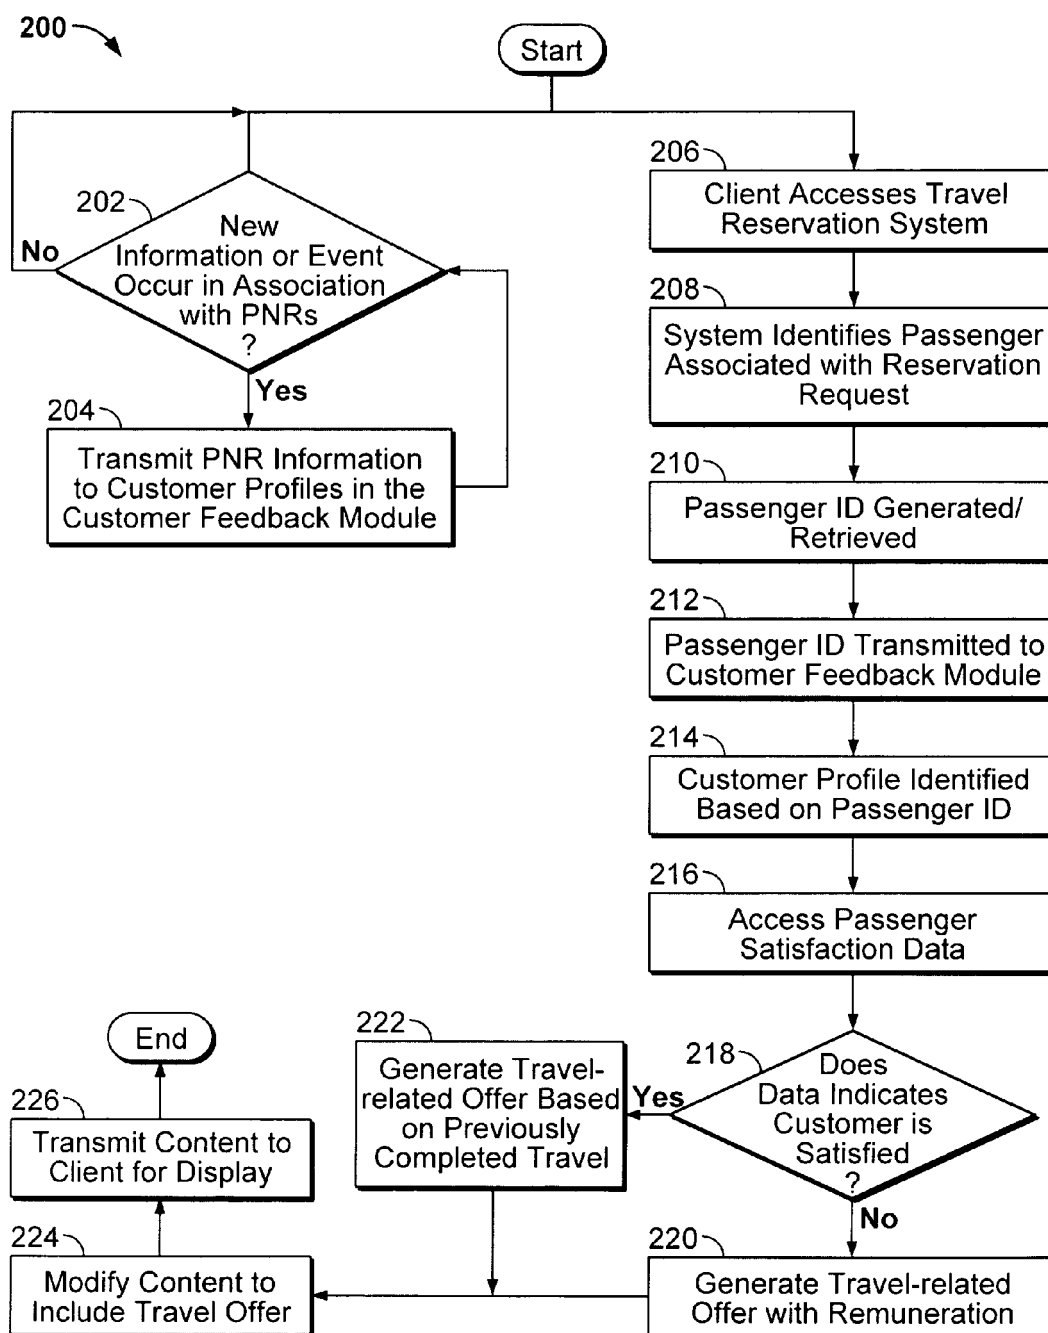 200
Start
202
New
Information or Event
Occur in Association
with PNRs
?
No
Yes
204
Transmit PNR Information
to Customer Profiles in the
Customer Feedback Module
206
Client Accesses Travel
Reservation System
208
System Identifies Passenger
Associated with Reservation
Request
210
Passenger ID Generated/
Retrieved
212
Passenger ID Transmitted to
Customer Feedback Module
214
Customer Profile Identified
Based on Passenger ID
216
Access Passenger
Satisfaction Data
218
Does
Data Indicates
Customer is
Satisfied
?
Yes
No
222
Generate Travel-
related Offer Based
on Previously
Completed Travel
220
Generate Travel-related
Offer with Remuneration
224
Modify Content to
Include Travel Offer
226
Transmit Content to
Client for Display
End